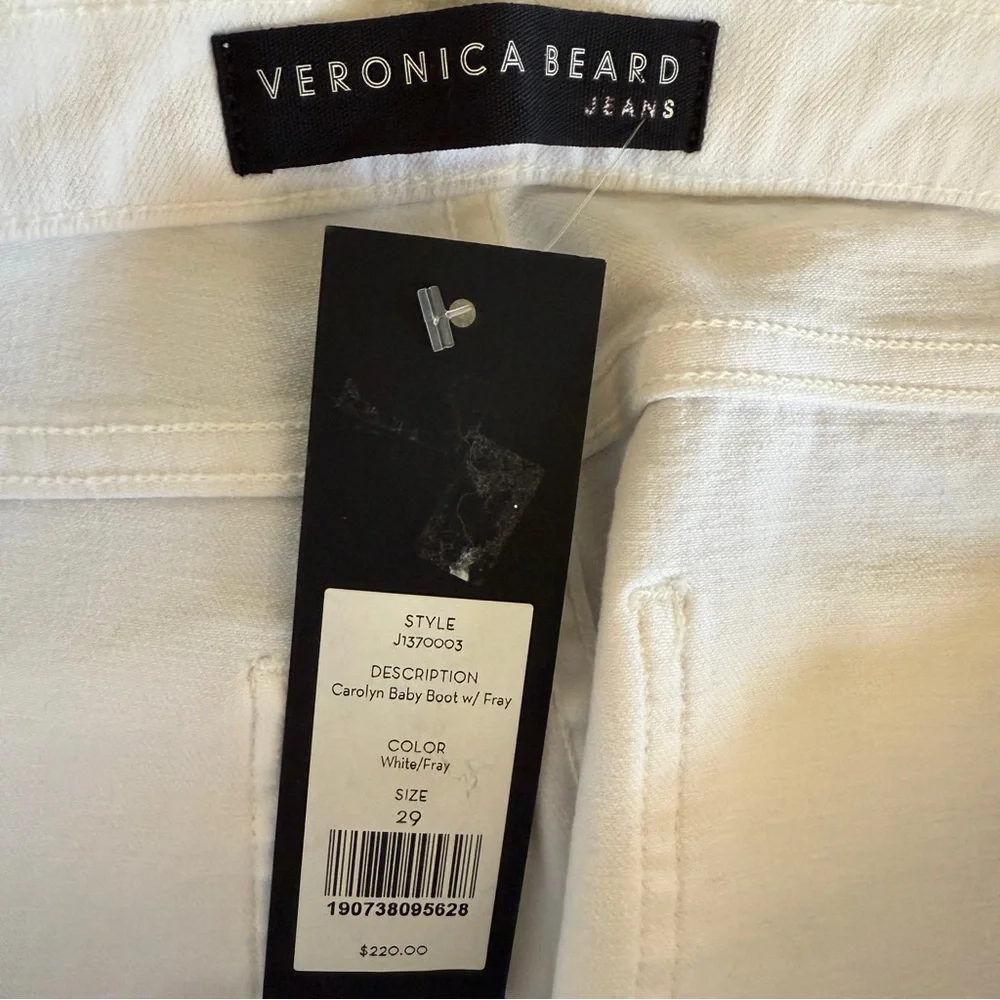 VERONICA BEARD
JEANS
STYLE
J1370003
DESCRIPTION
Carolyn Baby Boot w/ Fray
COLOR
White/Fray
SIZE
29
190738095628
$220.00